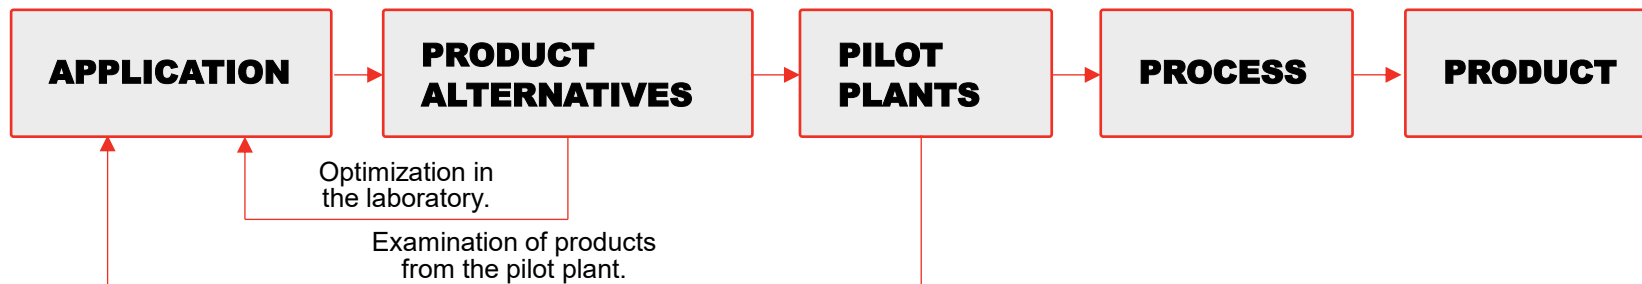 APPLICATION
PRODUCT
ALTERNATIVES
PILOT
PLANTS
PROCESS
PRODUCT
Optimization in
the laboratory.
Examination of products
from the pilot plant.